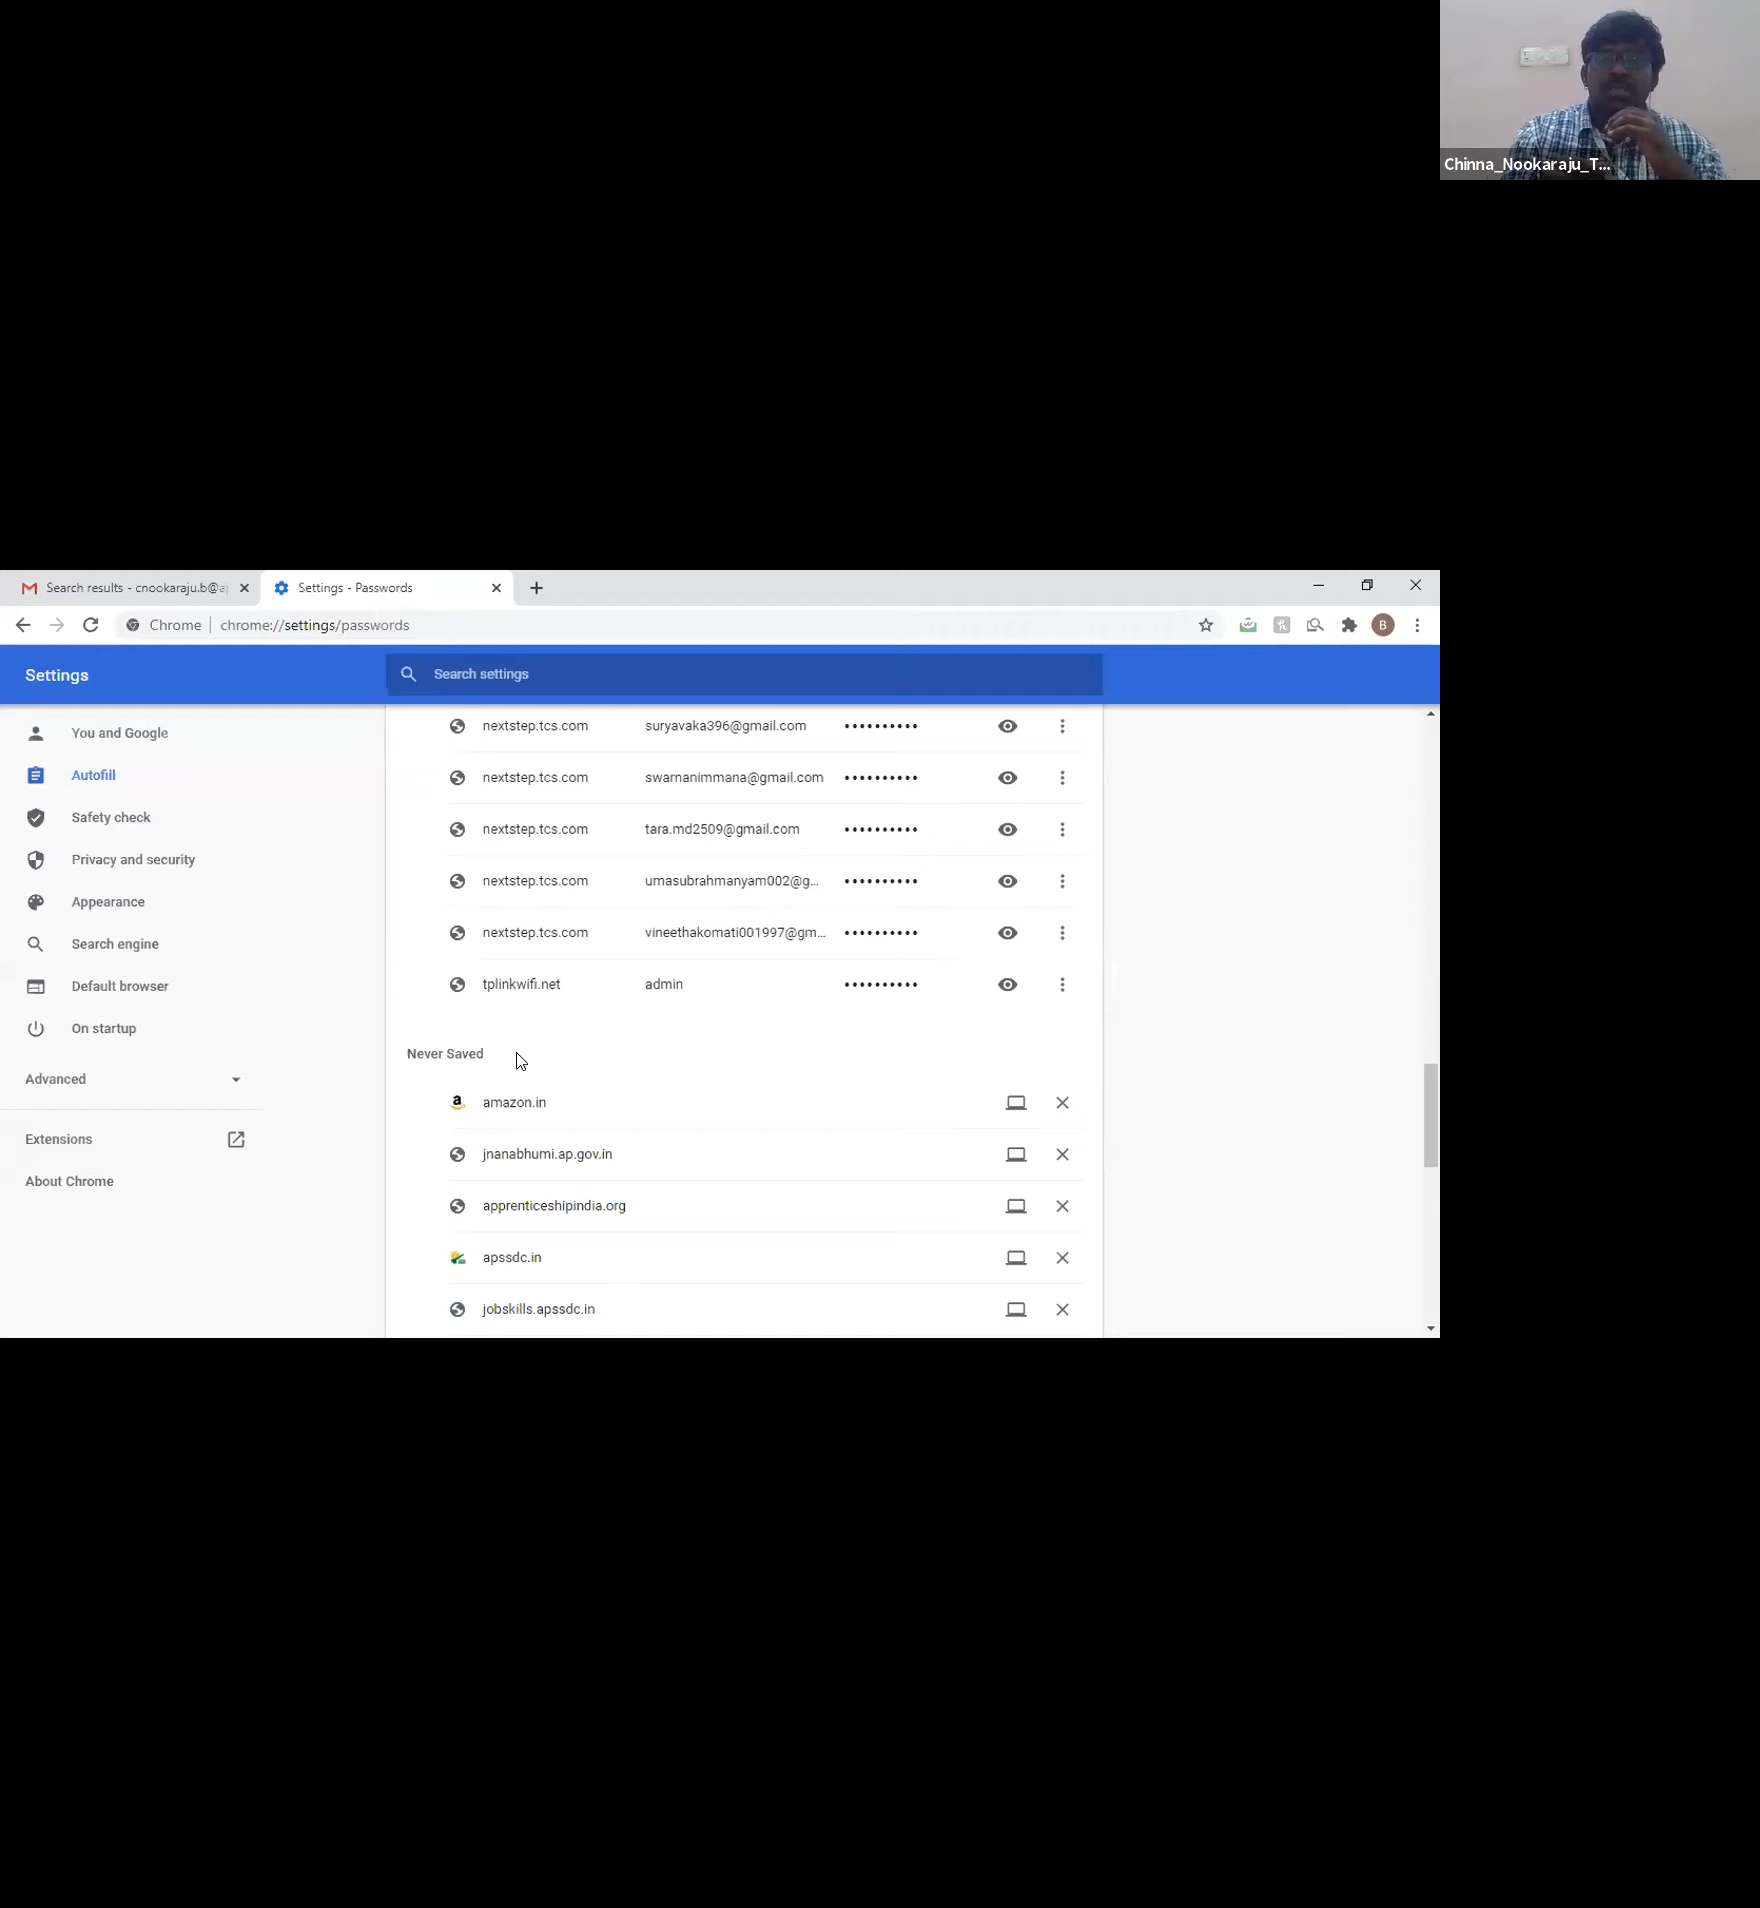 Chinna_Nookaraju_T...
Search results - cnookaraju.b@a
Settings - Passwords
Chrome | chrome://settings/passwords
B
Settings
Search settings
You and Google
Autofill
Safety check
Privacy and security
Appearance
Search engine
Default browser
On startup
Advanced
Extensions
About Chrome
nextstep.tcs.com suryavaka396@gmail.com ••••••••••
nextstep.tcs.com swarnanimmana@gmail.com ••••••••••
nextstep.tcs.com tara.md2509@gmail.com ••••••••••
nextstep.tcs.com umasubrahmanyam002@g... ••••••••••
nextstep.tcs.com vineethakomati001997@gm... ••••••••••
tplinkwifi.net admin ••••••••••
Never Saved
amazon.in
jnanabhumi.ap.gov.in
apprenticeshipindia.org
apssdc.in
jobskills.apssdc.in